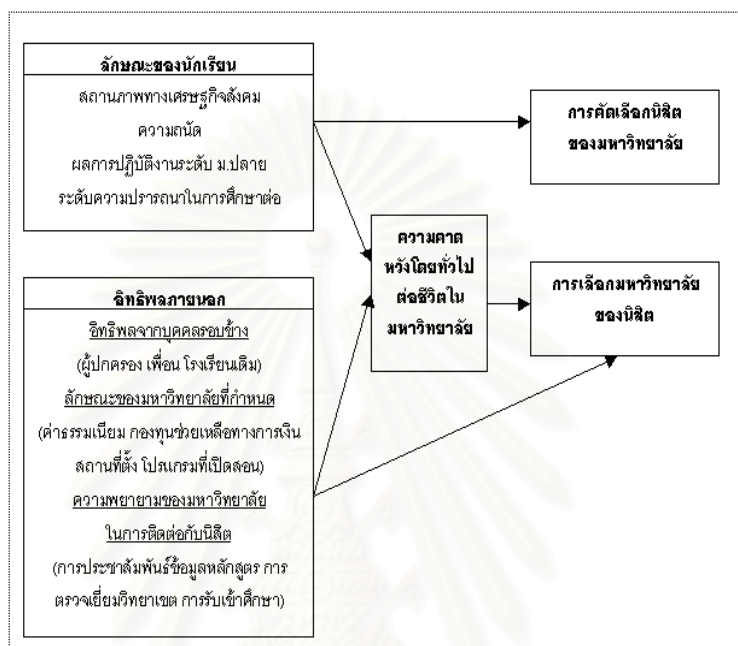 ลักษณะของนักเรียน
สถานภาพทางเศรษฐกิจสังคม
ความถนัด
ผลการปฏิบัติงานระดับ ม.ปลาย
ระดับความปรารถนาในการศึกษาต่อ
การคัดเลือกนิสิต
ของมหาวิทยาลัย
ความคาด
หวังโดยทั่วไป
ต่อชีวิตใน
มหาวิทยาลัย
การเลือกมหาวิทยาลัย
ของนิสิต
อิทธิพลภายนอก
อิทธิพลจากบุคคลรอบข้าง
(ผู้ปกครอง เพื่อน โรงเรียนเดิม)
ลักษณะของมหาวิทยาลัยที่กำหนด
(ค่าธรรมเนียม กองทุนช่วยเหลือทางการเงิน
สถานที่ตั้ง โปรแกรมที่เปิดสอน)
ความพยายามของมหาวิทยาลัย
ในการติดต่อกับนิสิต
(การประชาสัมพันธ์ข้อมูลหลักสูตร การ
ตรวจเยี่ยมวิทยาเขต การรับเข้าศึกษา)